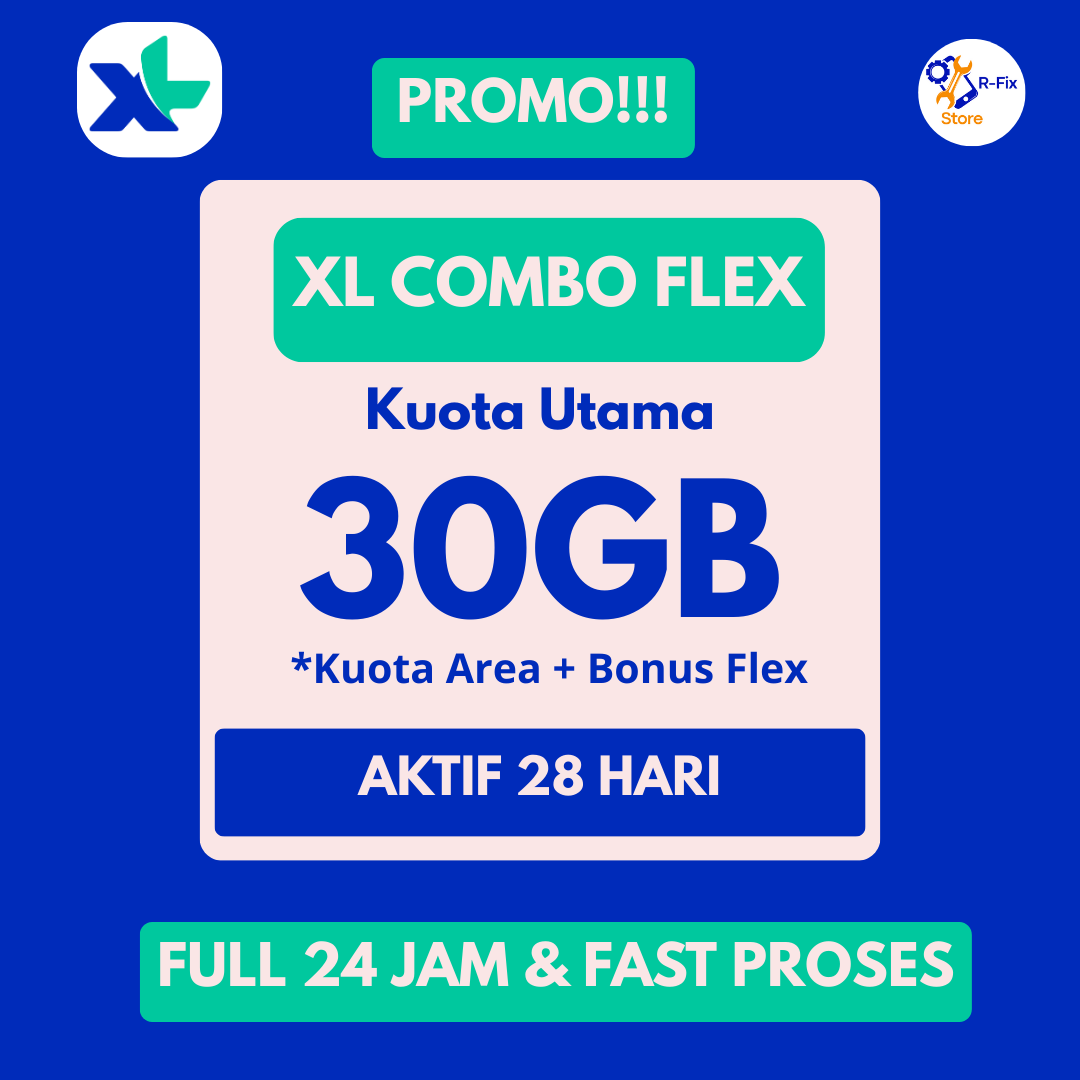 XL
PROMO!!!
R-Fix
Store
XL COMBO FLEX
Kuota Utama
30GB
*Kuota Area + Bonus Flex
AKTIF 28 HARI
FULL 24 JAM & FAST PROSES